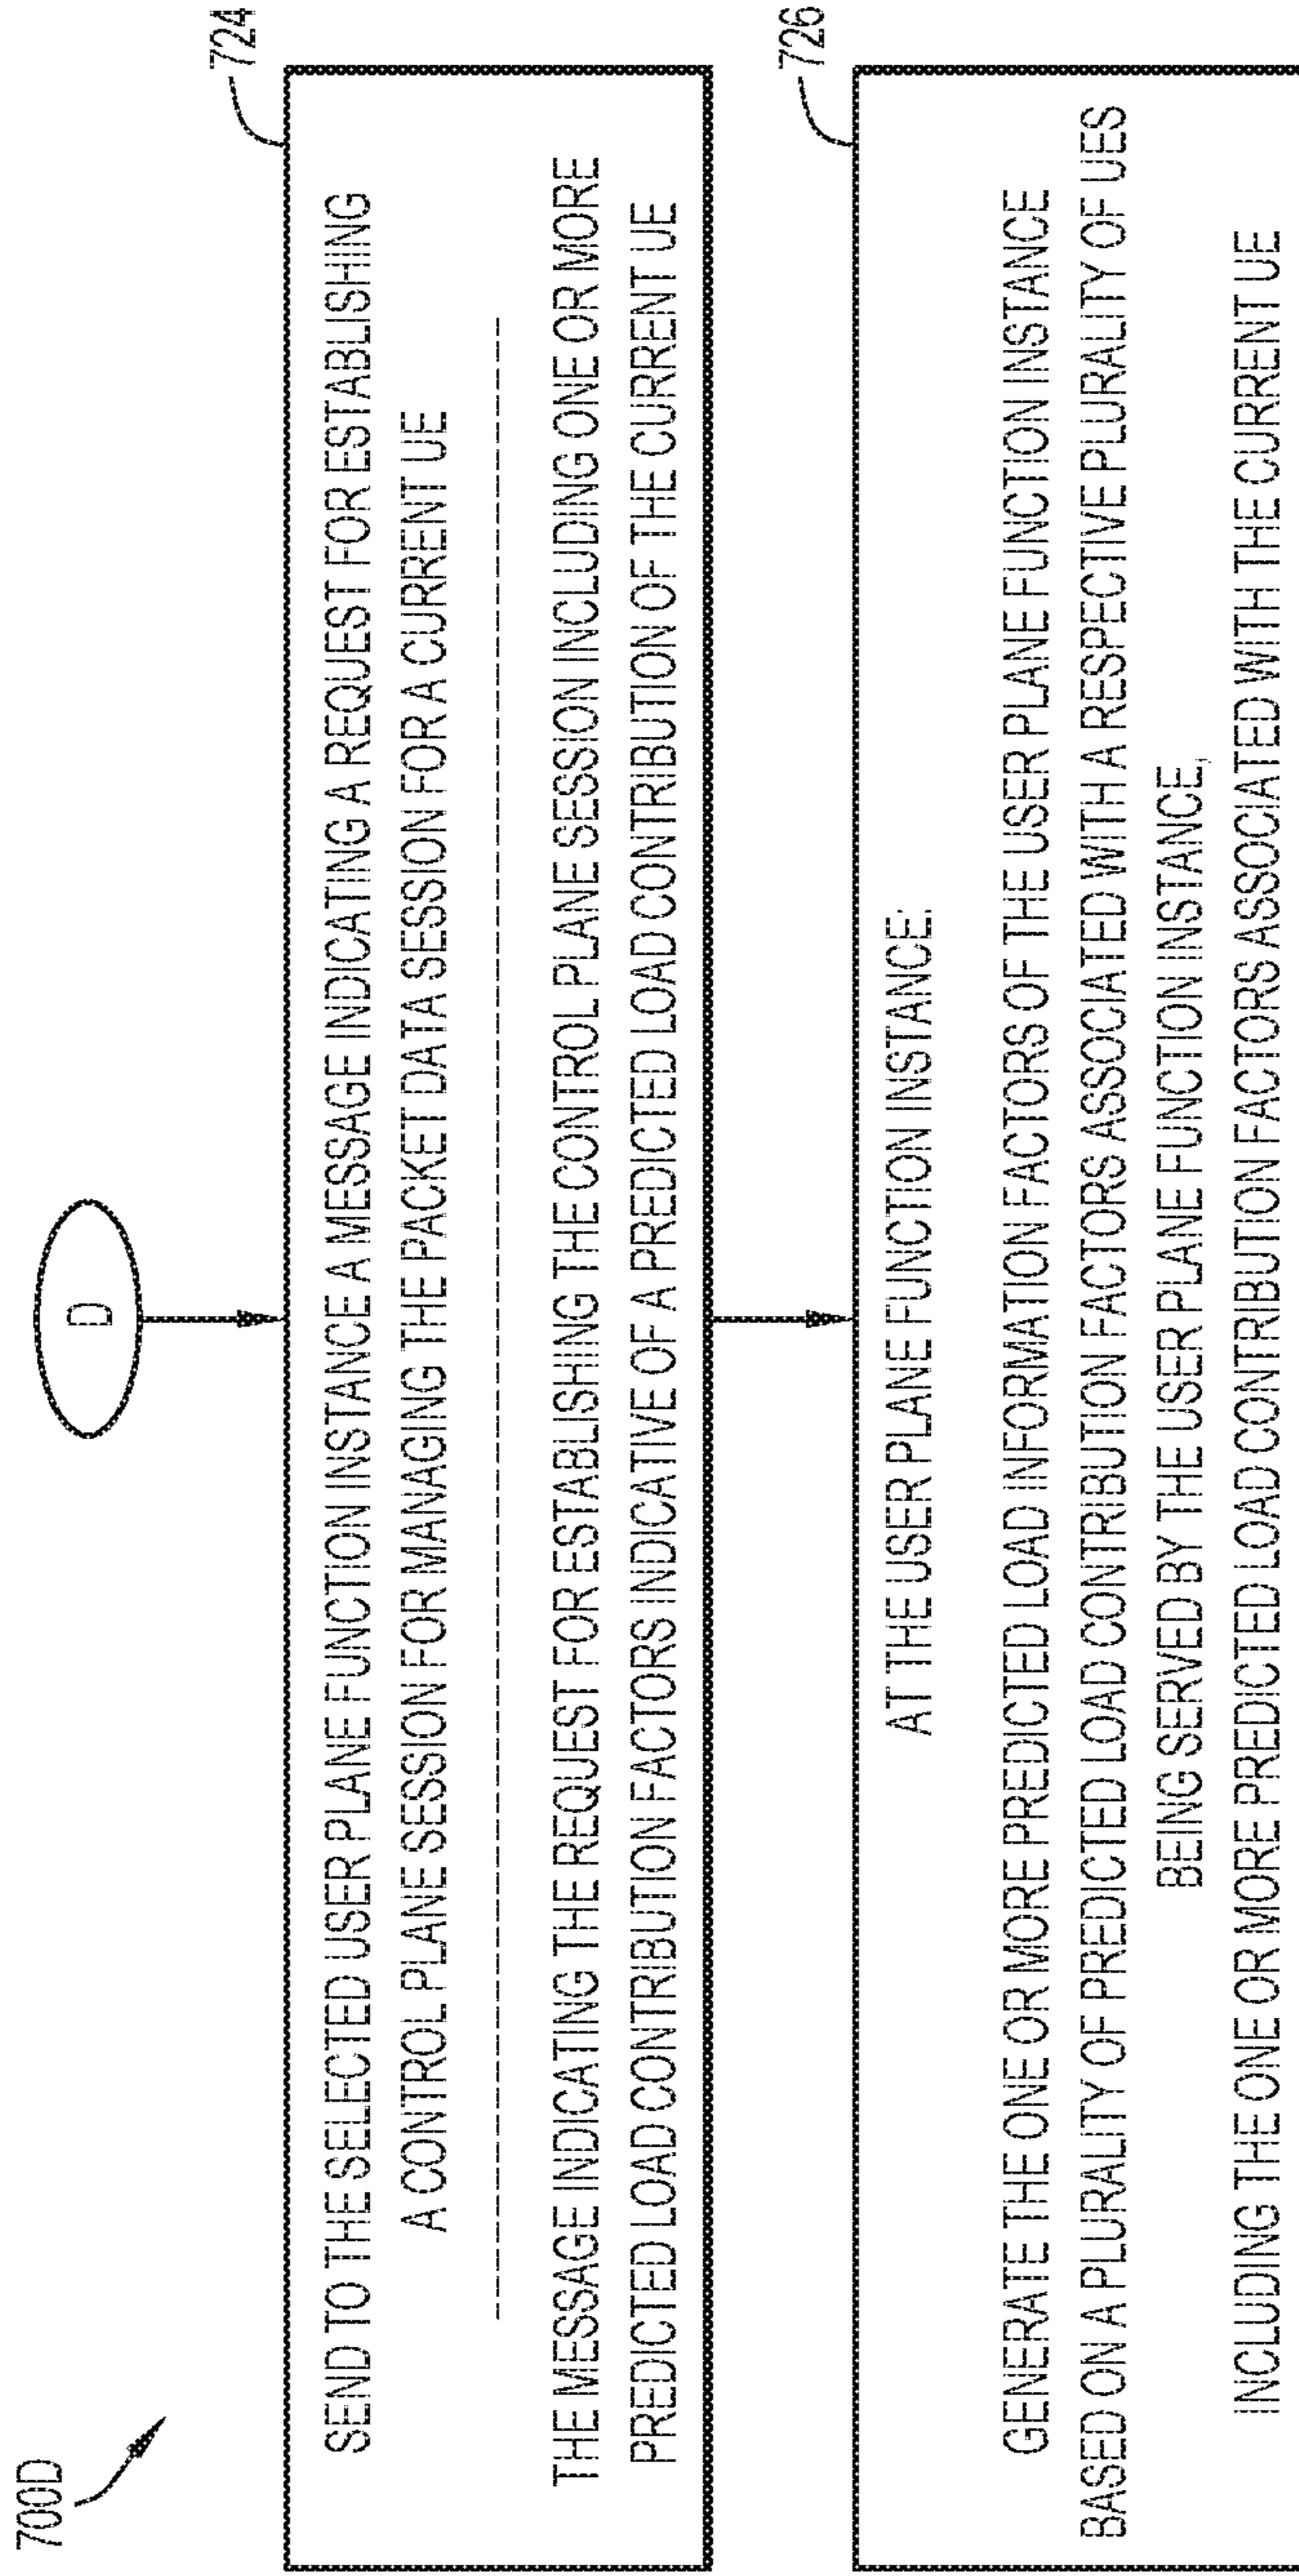 700D
D
724
SEND TO THE SELECTED USER PLANE FUNCTION INSTANCE A MESSAGE INDICATING A REQUEST FOR ESTABLISHING
A CONTROL PLANE SESSION FOR MANAGING THE PACKET DATA SESSION FOR A CURRENT UE
THE MESSAGE INDICATING THE REQUEST FOR ESTABLISHING THE CONTROL PLANE SESSION INCLUDING ONE OR MORE
PREDICTED LOAD CONTRIBUTION FACTORS INDICATIVE OF A PREDICTED LOAD CONTRIBUTION OF THE CURRENT UE
726
AT THE USER PLANE FUNCTION INSTANCE:
GENERATE THE ONE OR MORE PREDICTED LOAD INFORMATION FACTORS OF THE USER PLANE FUNCTION INSTANCE
BASED ON A PLURALITY OF PREDICTED LOAD CONTRIBUTION FACTORS ASSOCIATED WITH A RESPECTIVE PLURALITY OF UES
BEING SERVED BY THE USER PLANE FUNCTION INSTANCE,
INCLUDING THE ONE OR MORE PREDICTED LOAD CONTRIBUTION FACTORS ASSOCIATED WITH THE CURRENT UE